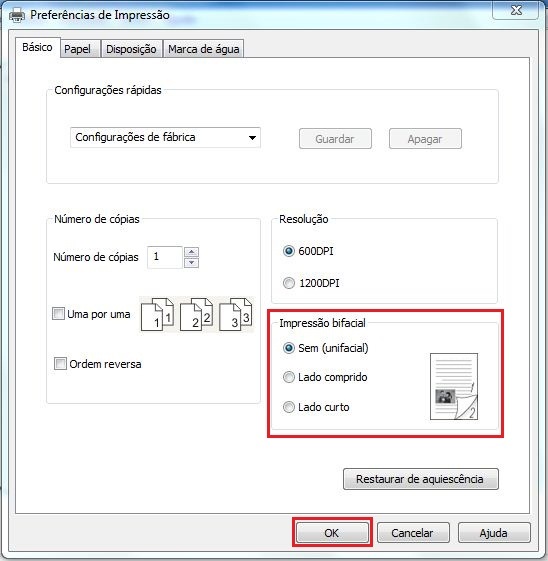 Preferências de Impressão
Básico Papel Disposição Marca de água
Configurações rápidas
Configurações de fábrica Guardar Apagar
Número de cópias
Número de cópias 1
Uma por uma 1 1 2 2 3 3
Ordem reversa
Resolução
600DPI
1200DPI
Impressão bifacial
Sem (unifacial)
Lado comprido
Lado curto
1
2
Restaurar de aquiescência
OK Cancelar Ajuda